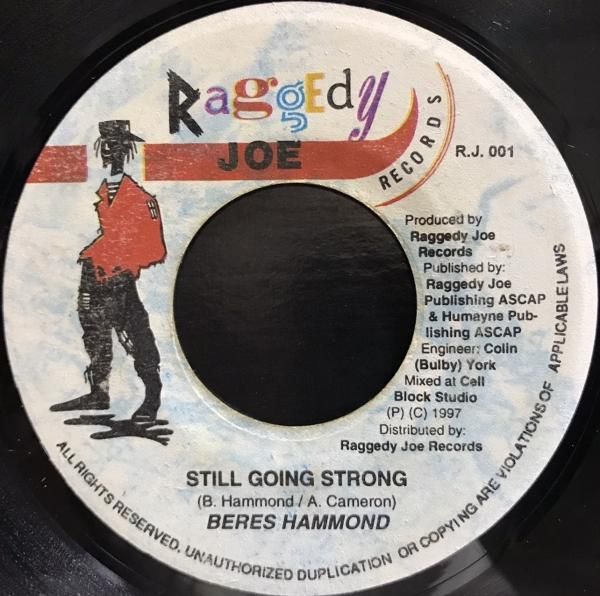 RaggEdy
JOE
RECORDS
R.J. 001
Produced by
Raggedy Joe
Records
Published by:
Raggedy Joe
Publishing ASCAP
& Humayne Pub-
lishing ASCAP
Engineer: Colin
(Bulby) York
Mixed at Cell
Block Studio
(P) (C) 1997
Distributed by:
Raggedy Joe Records
STILL GOING STRONG
(B. Hammond / A. Cameron)
BERES HAMMOND
ALL RIGHTS RESERVED. UNAUTHORIZED DUPLICATION OR COPYING ARE VIOLATIONS OF APPLICABLE LAWS